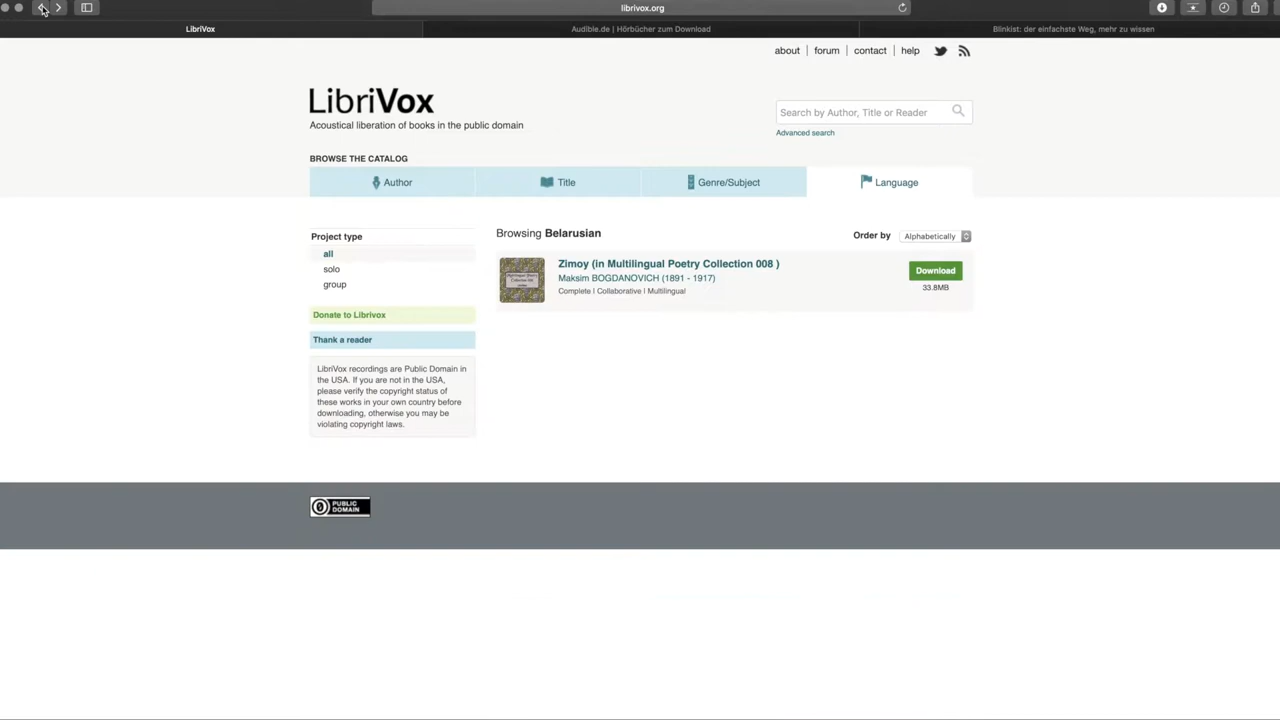 librivox.org
LibriVox
Audible.de | Hörbücher zum Download
Blinkist: der einfachste Weg, mehr zu wissen
about
forum
contact
help
LibriVox
Acoustical liberation of books in the public domain
Search by Author, Title or Reader
Advanced search
BROWSE THE CATALOG
Author
Title
Genre/Subject
Language
Project type
all
solo
group
Donate to Librivox
Thank a reader
LibriVox recordings are Public Domain in
the USA. If you are not in the USA,
please verify the copyright status of
these works in your own country before
downloading, otherwise you may be
violating copyright laws.
Browsing Belarusian
Order by
Alphabetically
Zimoy (in Multilingual Poetry Collection 008 )
Maksim BOGDANOVICH (1891 - 1917)
Complete | Collaborative | Multilingual
Download
33.8MB
PUBLIC
DOMAIN